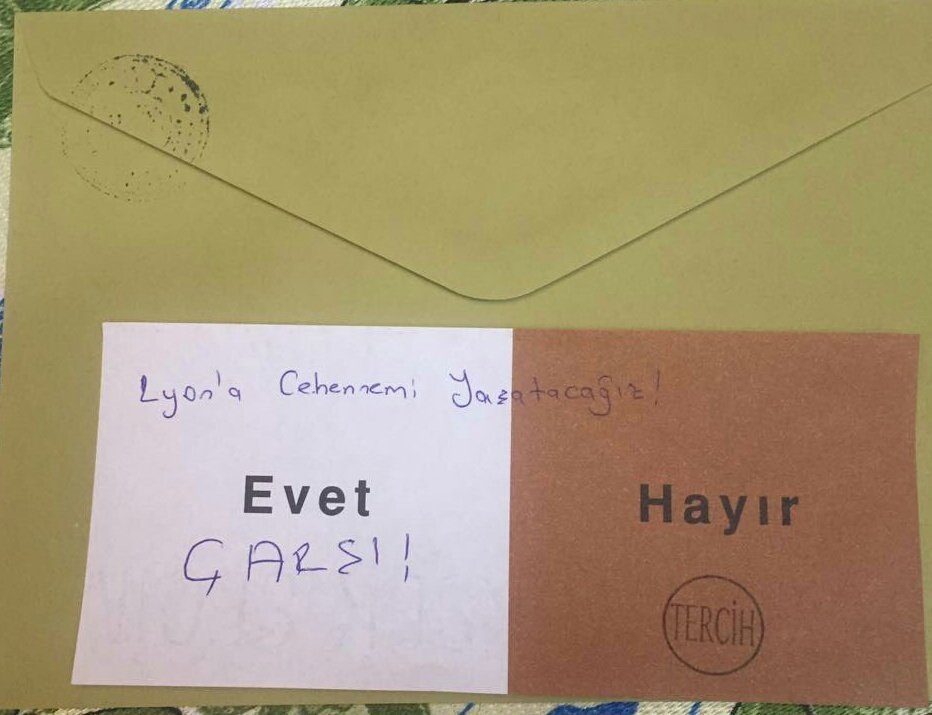 Lyon'a Cehennemi Yaşatacağız!
Evet
Hayır
ÇARŞI!
TERCİH